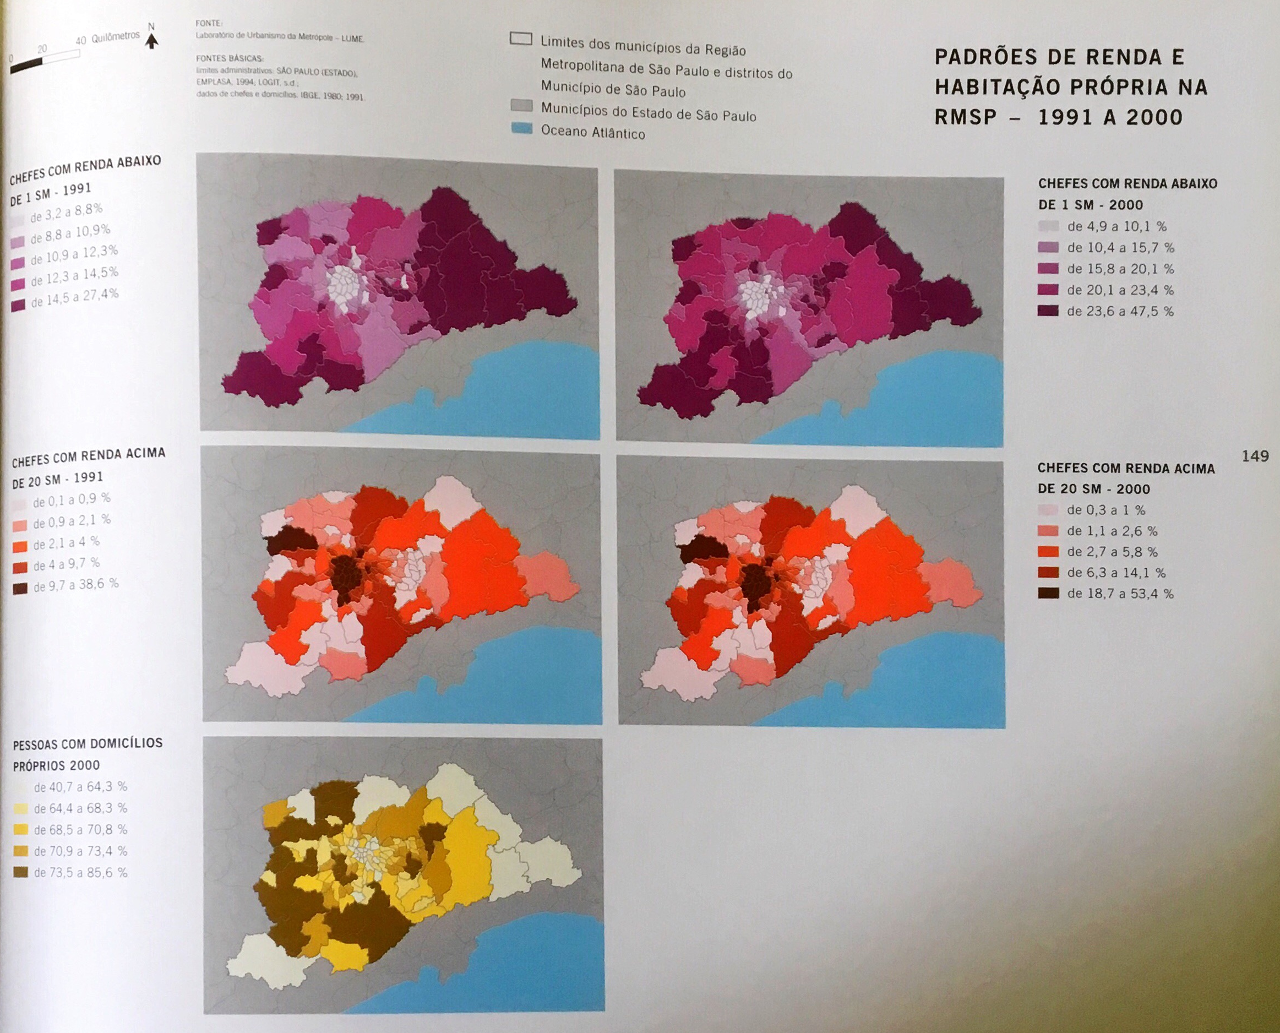 0 20 40 Quilômetros
N
FONTE:
Laboratório de Urbanismo da Metrópole – LUME.
FONTES BÁSICAS:
limites administrativos: SÃO PAULO (ESTADO),
EMPLASA, 1994; LOGIT, s.d.;
dados de chefes e domicílios: IBGE, 1980; 1991.
Limites dos municípios da Região
Metropolitana de São Paulo e distritos do
Município de São Paulo
Municípios do Estado de São Paulo
Oceano Atlântico
PADRÕES DE RENDA E
HABITAÇÃO PRÓPRIA NA
RMSP – 1991 A 2000
CHEFES COM RENDA ABAIXO
DE 1 SM - 1991
de 3,2 a 8,8%
de 8,8 a 10,9%
de 10,9 a 12,3%
de 12,3 a 14,5%
de 14,5 a 27,4%
CHEFES COM RENDA ABAIXO
DE 1 SM - 2000
de 4,9 a 10,1 %
de 10,4 a 15,7 %
de 15,8 a 20,1 %
de 20,1 a 23,4 %
de 23,6 a 47,5 %
CHEFES COM RENDA ACIMA
DE 20 SM - 1991
de 0,1 a 0,9 %
de 0,9 a 2,1 %
de 2,1 a 4 %
de 4 a 9,7 %
de 9,7 a 38,6 %
149
CHEFES COM RENDA ACIMA
DE 20 SM - 2000
de 0,3 a 1 %
de 1,1 a 2,6 %
de 2,7 a 5,8 %
de 6,3 a 14,1 %
de 18,7 a 53,4 %
PESSOAS COM DOMICÍLIOS
PRÓPRIOS 2000
de 40,7 a 64,3 %
de 64,4 a 68,3 %
de 68,5 a 70,8 %
de 70,9 a 73,4 %
de 73,5 a 85,6 %